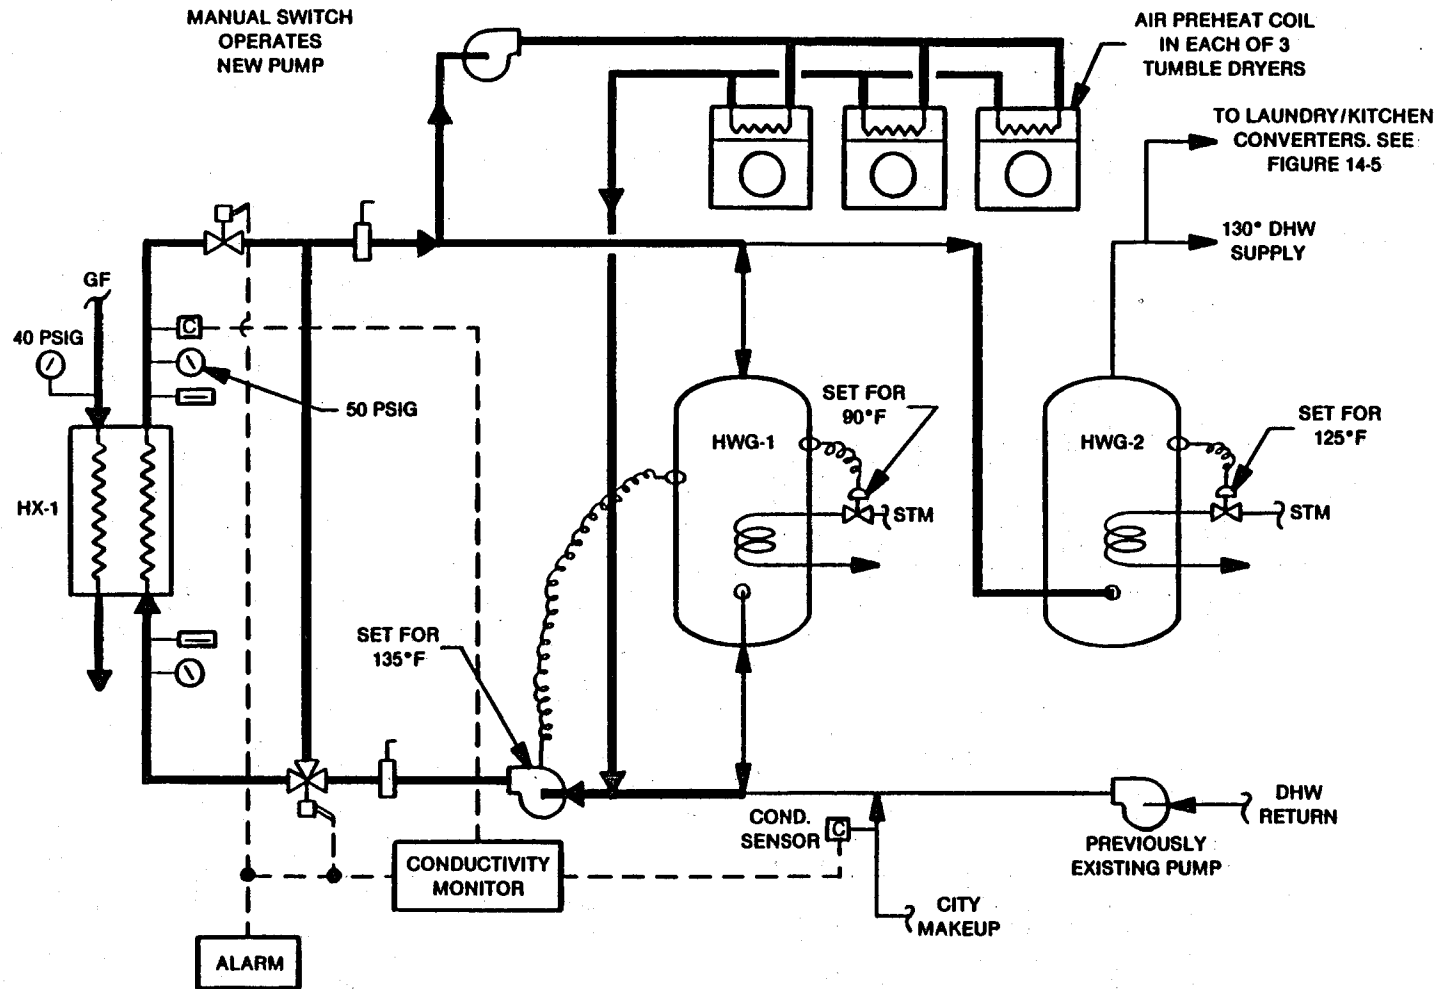 MANUAL SWITCH
OPERATES
NEW PUMP
AIR PREHEAT COIL
IN EACH OF 3
TUMBLE DRYERS
TO LAUNDRY/KITCHEN
CONVERTERS. SEE
FIGURE 14-5
130° DHW
SUPPLY
GF
40 PSIG
C
50 PSIG
HX-1
SET FOR
90°F
HWG-1
STM
SET FOR
125°F
HWG-2
STM
SET FOR
135°F
COND.
SENSOR
C
DHW
RETURN
PREVIOUSLY
EXISTING PUMP
CONDUCTIVITY
MONITOR
CITY
MAKEUP
ALARM